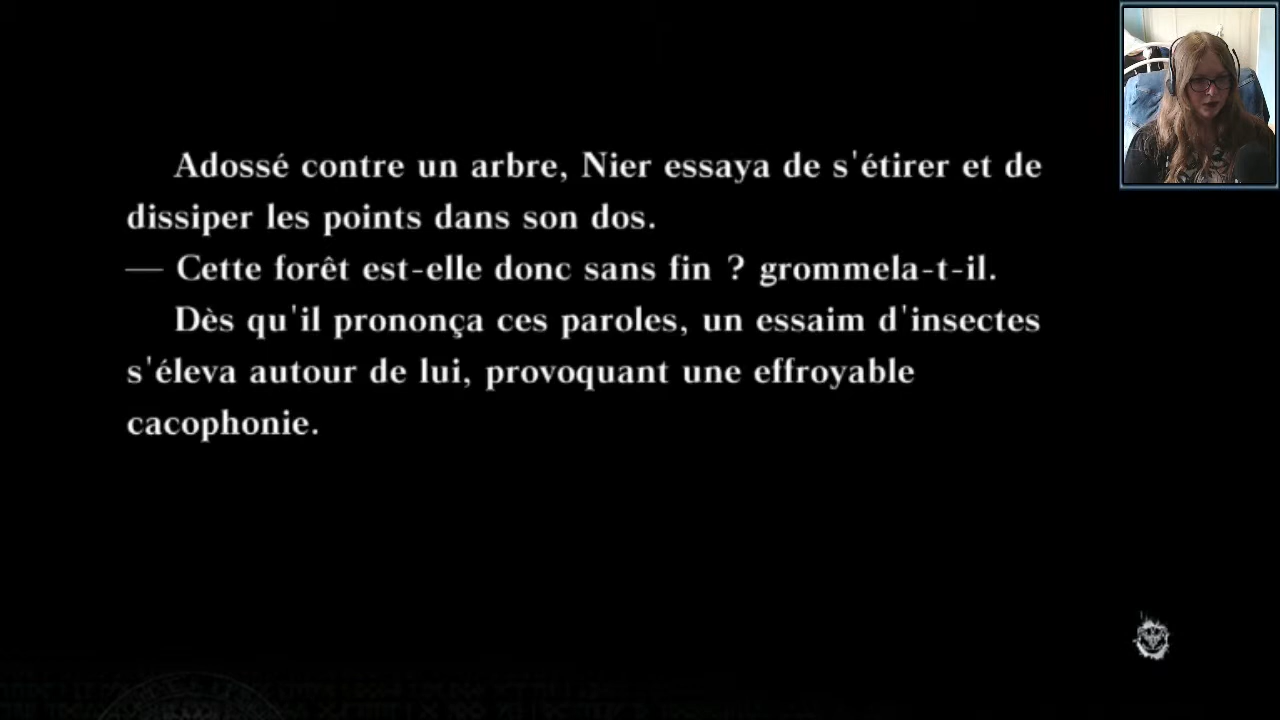 Adossé contre un arbre, Nier essaya de s'étirer et de
dissiper les points dans son dos.
— Cette forêt est-elle donc sans fin ? grommela-t-il.
Dès qu'il prononça ces paroles, un essaim d'insectes
s'éleva autour de lui, provoquant une effroyable
cacophonie.